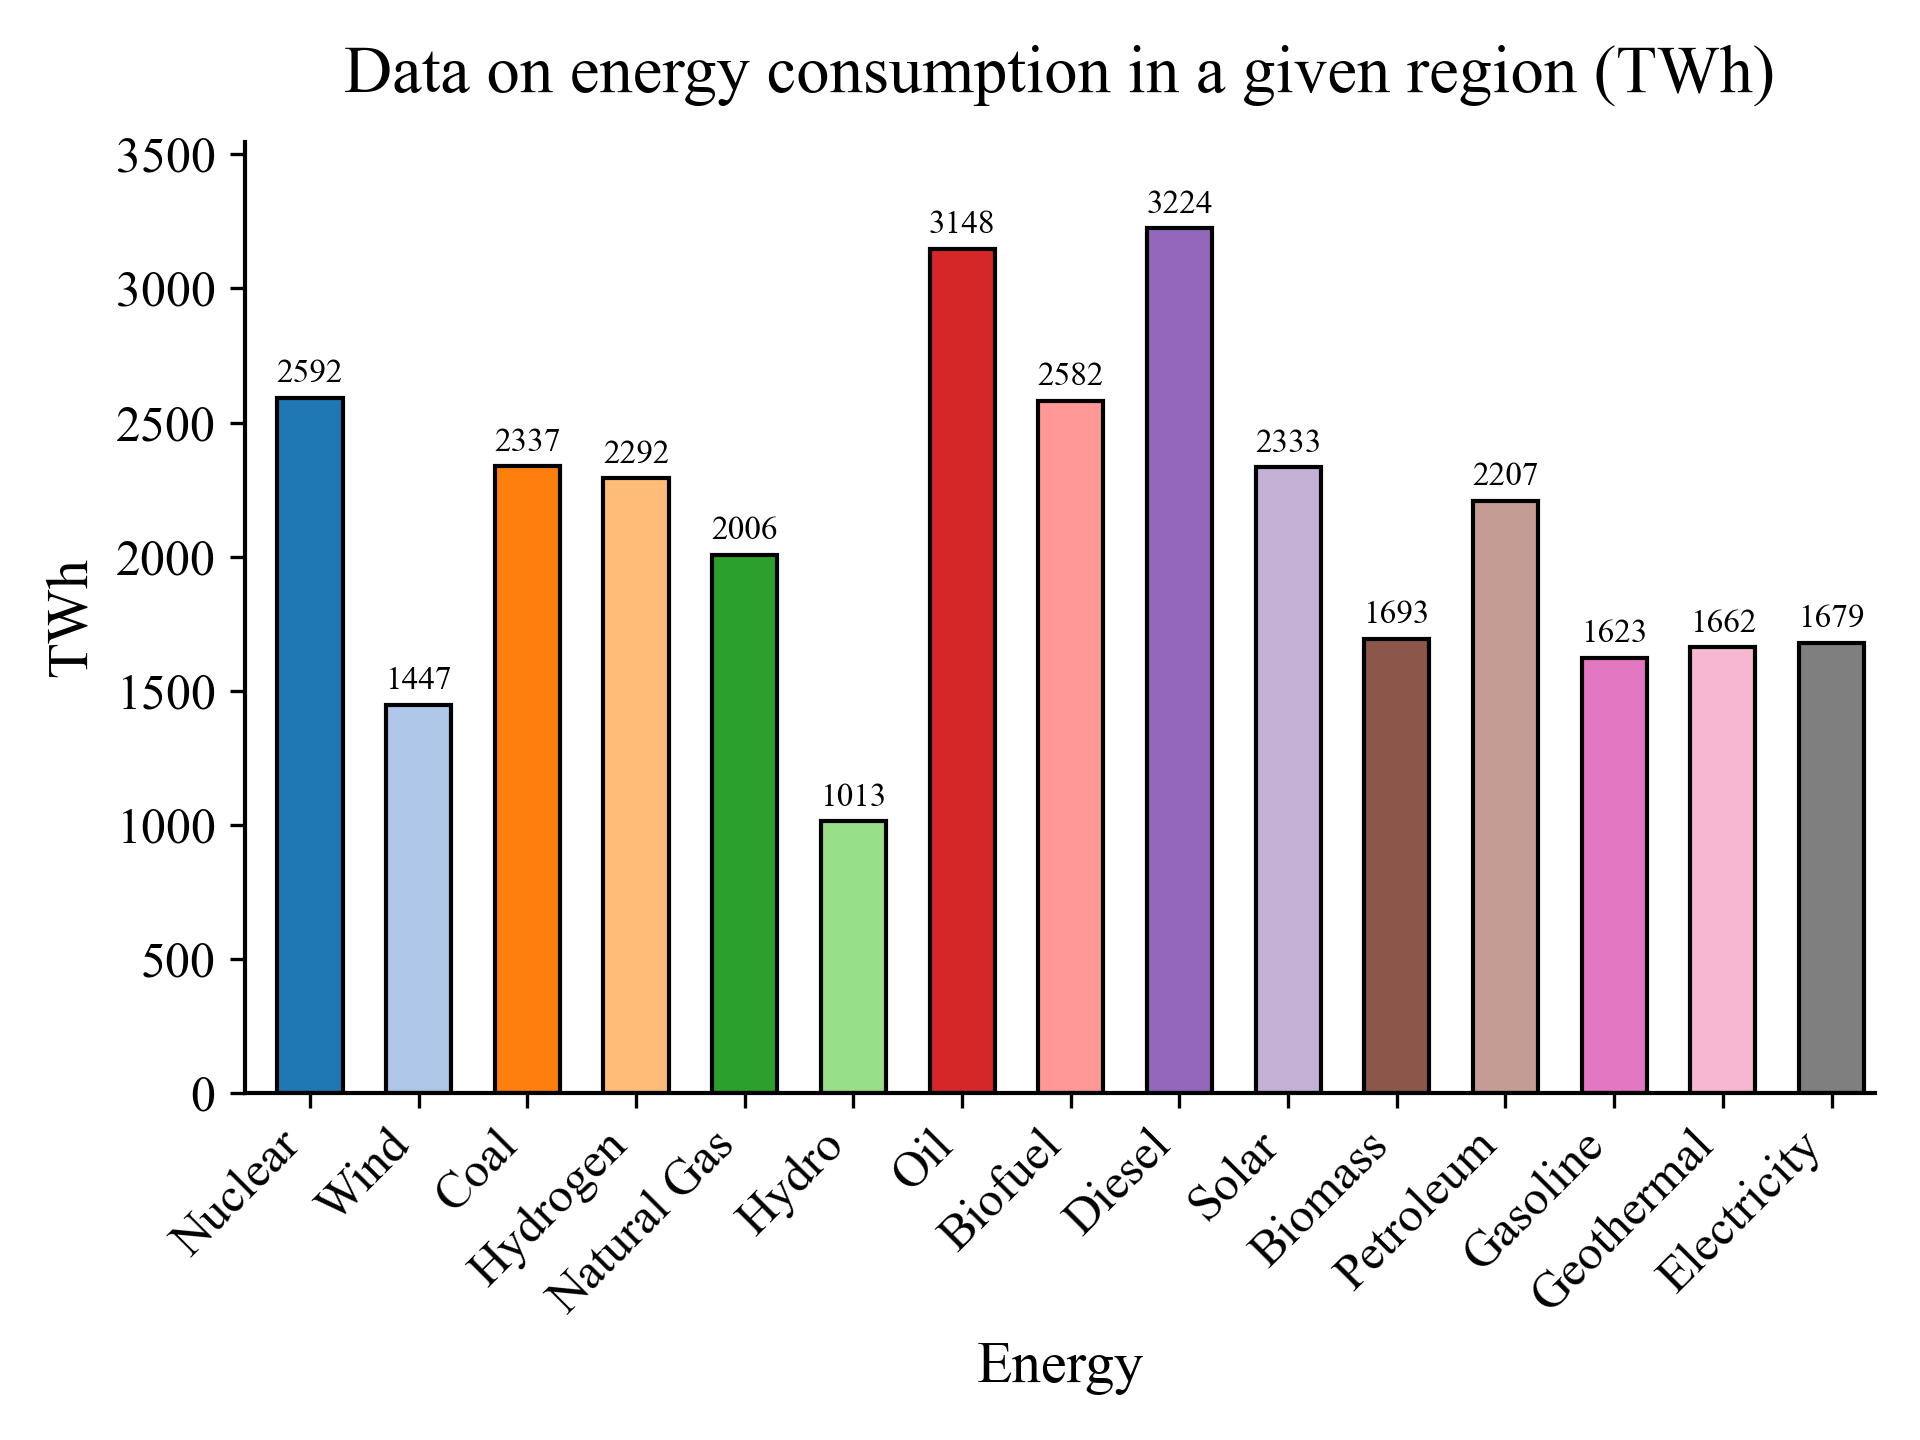 Data on energy consumption in a given region (TWh)
TWh
3500
3000
2500
2000
1500
1000
500
0
2592
1447
2337
2292
2006
1013
3148
2582
3224
2333
1693
2207
1623
1662
1679
Nuclear
Wind
Coal
Hydrogen
Natural Gas
Hydro
Oil
Biofuel
Diesel
Solar
Biomass
Petroleum
Gasoline
Geothermal
Electricity
Energy